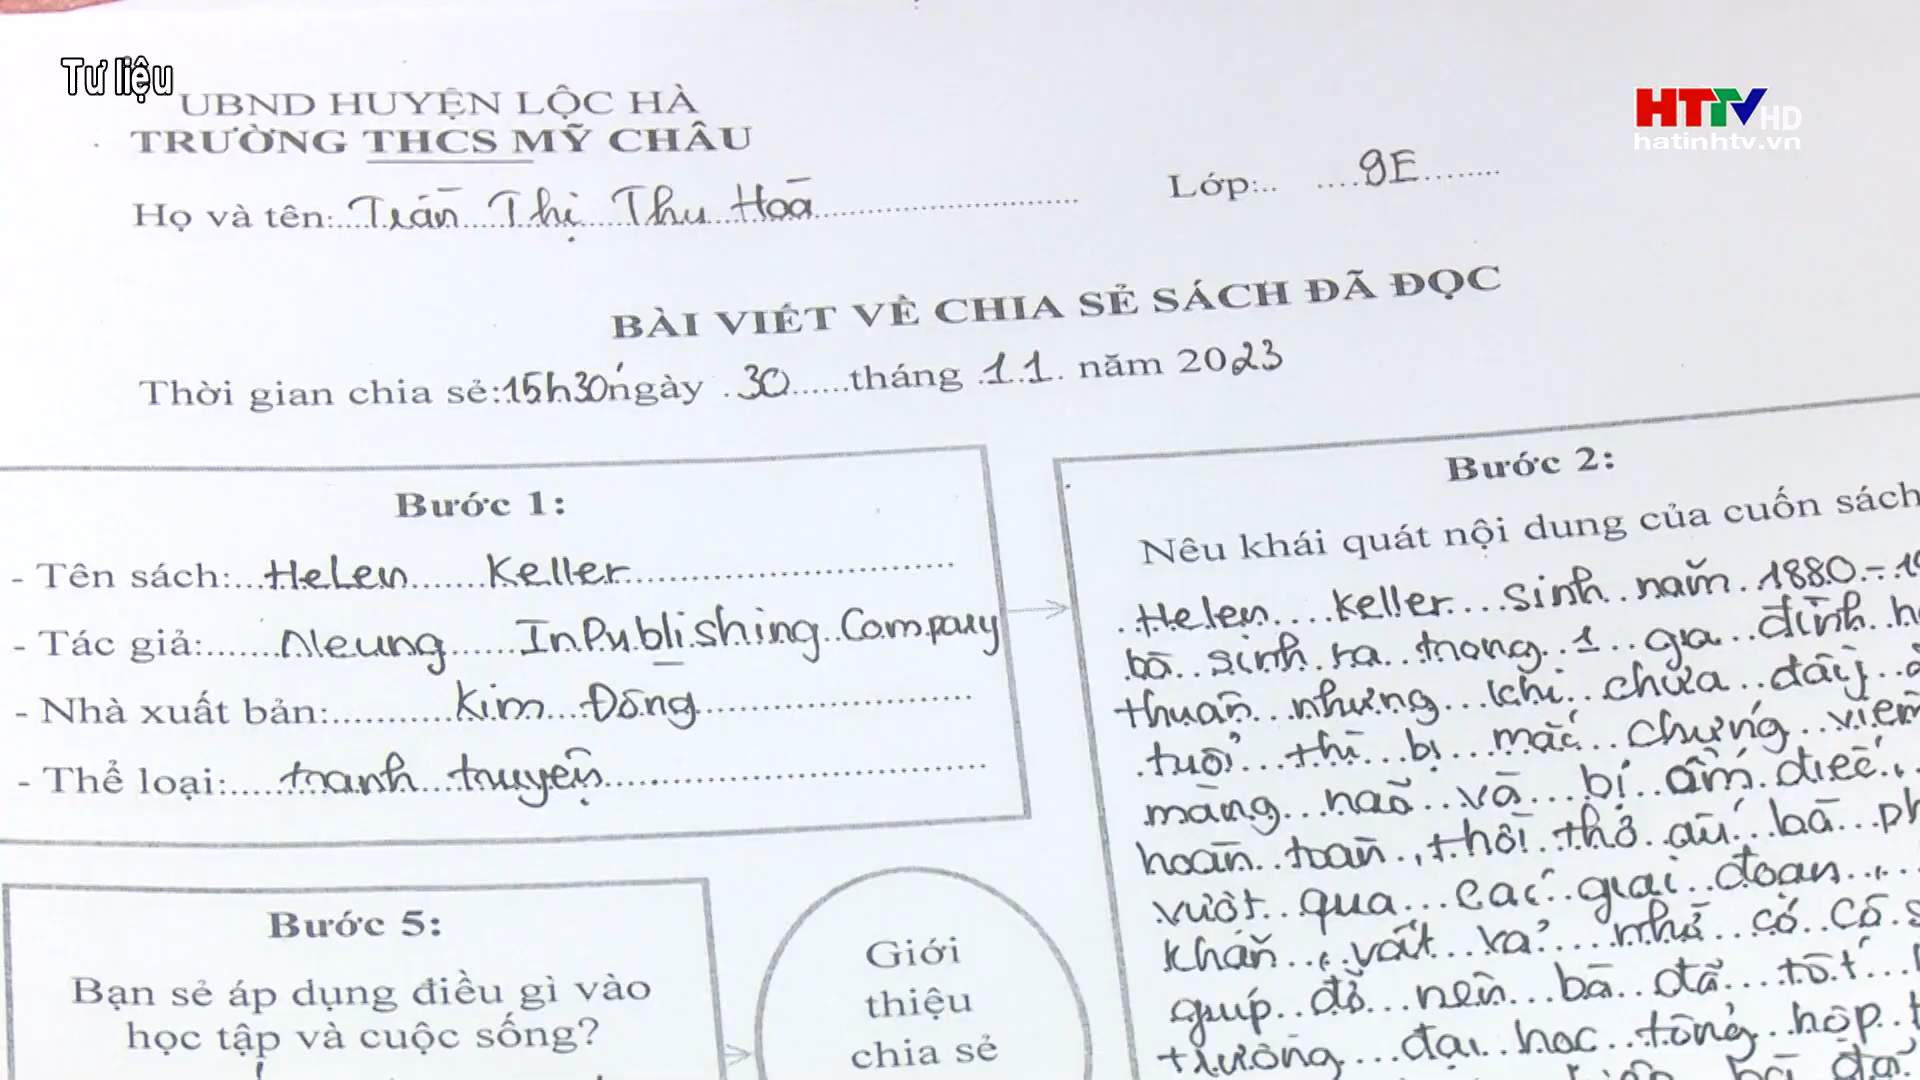 Tư liệu
HTTV HD
hatinhtv.vn
UBND HUYỆN LỘC HÀ
TRƯỜNG THCS MỸ CHÂU
Họ và tên: Trần Thị Thu Hoà
Lớp: 9E
BÀI VIẾT VỀ CHIA SẺ SÁCH ĐÃ ĐỌC
Thời gian chia sẻ: 15h30 ngày 30 tháng 11 năm 2023
Bước 1:
- Tên sách: Helen Keller
- Tác giả: Neung InPublishing Company
- Nhà xuất bản: Kim Đồng
- Thể loại: tranh truyện
Bước 2:
Nêu khái quát nội dung của cuốn sách
Helen Keller sinh năm 1880 - 19
bà sinh ra trong 1 gia đình
thuần nhưng khi chưa đầy
tuổi thì bị mắc chứng viêm
màng não và bị câm điếc
hoàn toàn, thời thơ ấu bà
vượt qua các giai đoạn
khăn, vất vả nhờ có cô
giúp đỡ nên bà đã tốt
trường đại học tổng hợp
Bước 5:
Bạn sẻ áp dụng điều gì vào
học tập và cuộc sống?
Giới
thiệu
chia sẻ